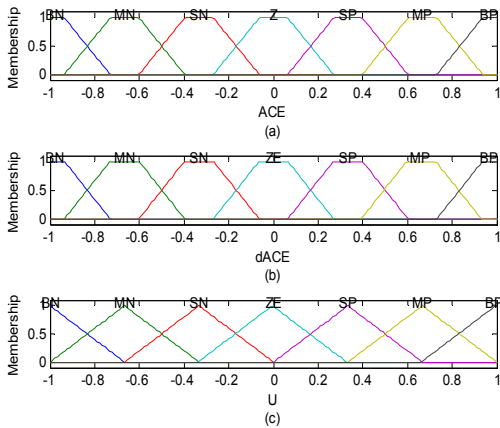 BN MN SN Z SP MP BP
Membership
1
0.5
0
-1 -0.8 -0.6 -0.4 -0.2 0 0.2 0.4 0.6 0.8 1
ACE
(a)
BN MN SN ZE SP MP BP
Membership
1
0.5
0
-1 -0.8 -0.6 -0.4 -0.2 0 0.2 0.4 0.6 0.8 1
dACE
(b)
BN MN SN ZE SP MP BP
Membership
1
0.5
0
-1 -0.8 -0.6 -0.4 -0.2 0 0.2 0.4 0.6 0.8 1
U
(c)